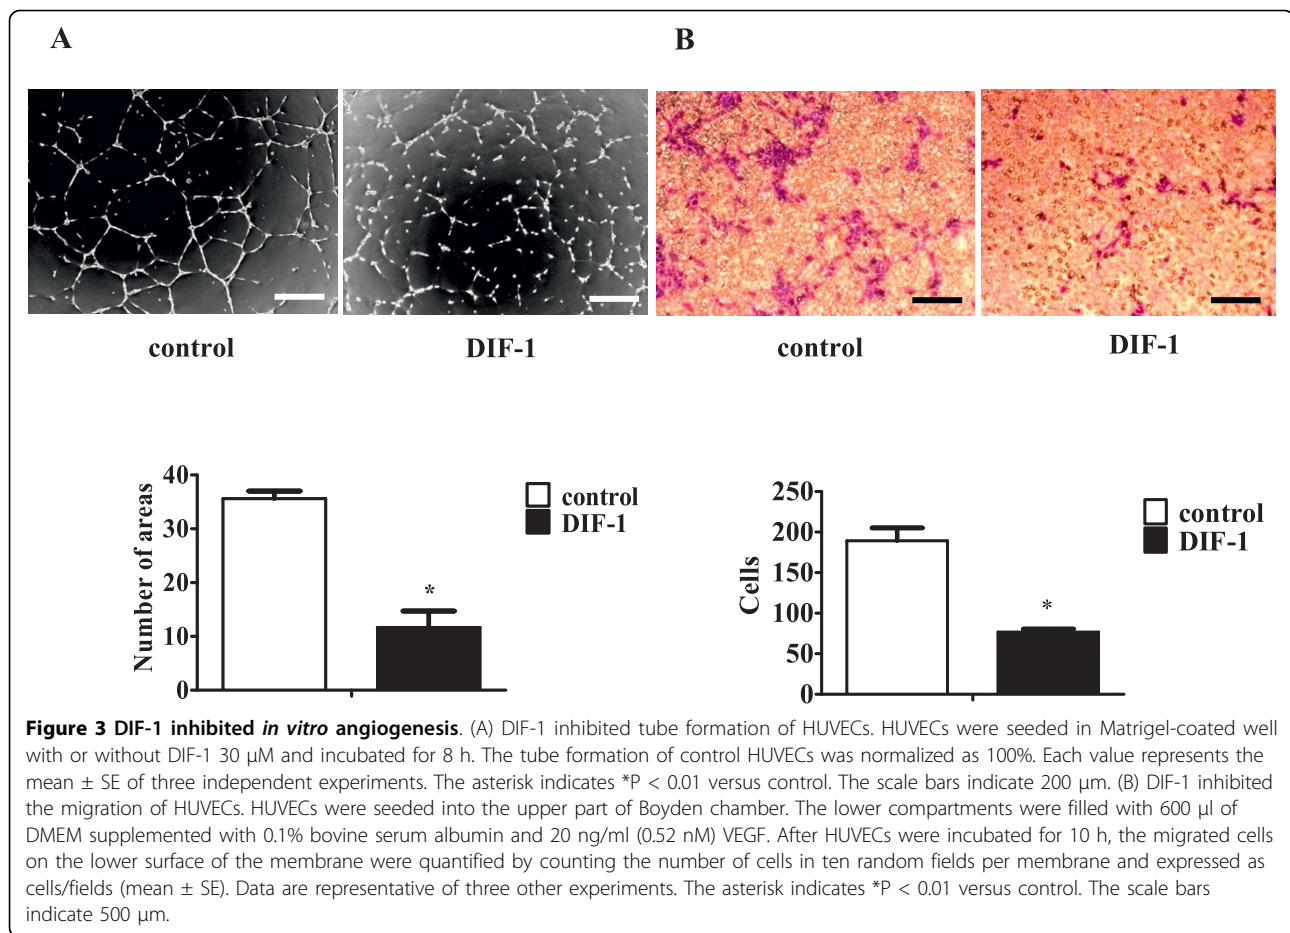 A
B
control
DIF-1
control
DIF-1
40
30
20
10
0
Number of areas
*
control
DIF-1
250
200
150
100
50
0
Cells
*
control
DIF-1
Figure 3 DIF-1 inhibited in vitro angiogenesis. (A) DIF-1 inhibited tube formation of HUVECs. HUVECs were seeded in Matrigel-coated well
with or without DIF-1 30 μM and incubated for 8 h. The tube formation of control HUVECs was normalized as 100%. Each value represents the
mean ± SE of three independent experiments. The asterisk indicates *P < 0.01 versus control. The scale bars indicate 200 μm. (B) DIF-1 inhibited
the migration of HUVECs. HUVECs were seeded into the upper part of Boyden chamber. The lower compartments were filled with 600 μl of
DMEM supplemented with 0.1% bovine serum albumin and 20 ng/ml (0.52 nM) VEGF. After HUVECs were incubated for 10 h, the migrated cells
on the lower surface of the membrane were quantified by counting the number of cells in ten random fields per membrane and expressed as
cells/fields (mean ± SE). Data are representative of three other experiments. The asterisk indicates *P < 0.01 versus control. The scale bars
indicate 500 μm.